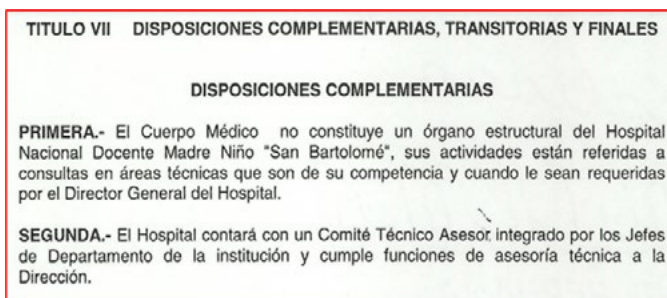 TITULO VII DISPOSICIONES COMPLEMENTARIAS, TRANSITORIAS Y FINALES
DISPOSICIONES COMPLEMENTARIAS
PRIMERA.- El Cuerpo Médico no constituye un órgano estructural del Hospital
Nacional Docente Madre Niño "San Bartolomé", sus actividades están referidas a
consultas en áreas técnicas que son de su competencia y cuando le sean requeridas
por el Director General del Hospital.
SEGUNDA.- El Hospital contará con un Comité Técnico Asesor integrado por los Jefes
de Departamento de la institución y cumple funciones de asesoría técnica a la
Dirección.